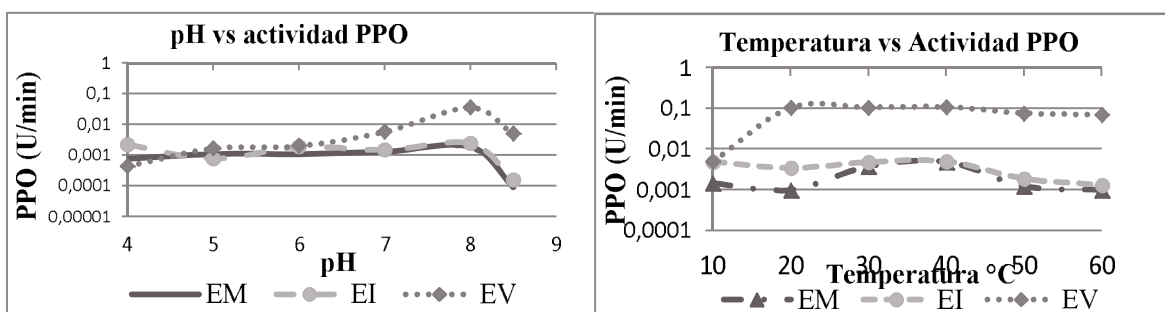 pH vs actividad PPO
PPO (U/min)
1
0,1
0,01
0,001
0,0001
0,00001
4 5 6 7 8 9
pH
EM EI EV
Temperatura vs Actividad PPO
PPO (U/min)
1
0,1
0,01
0,001
0,0001
10 20 30 40 50 60
Temperatura °C
EM EI EV